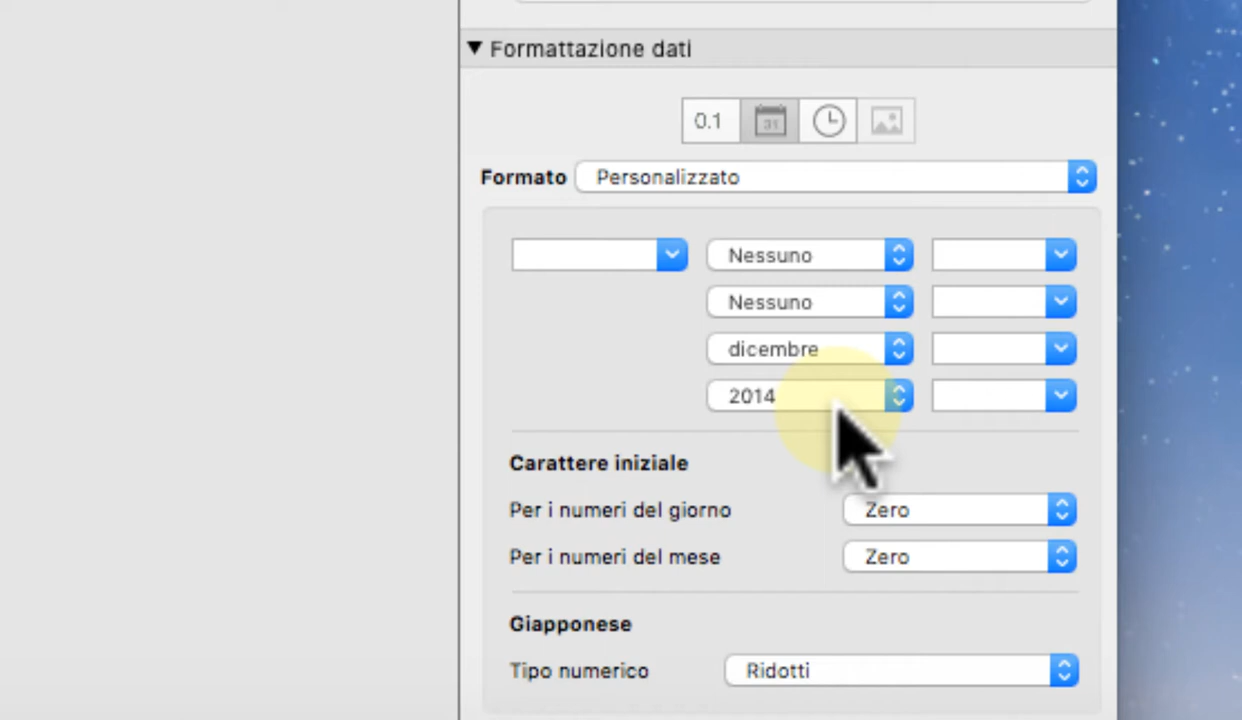 Formattazione dati
0.1
31
Formato Personalizzato
Nessuno
Nessuno
dicembre
2014
Carattere iniziale
Per i numeri del giorno Zero
Per i numeri del mese Zero
Giapponese
Tipo numerico Ridotti